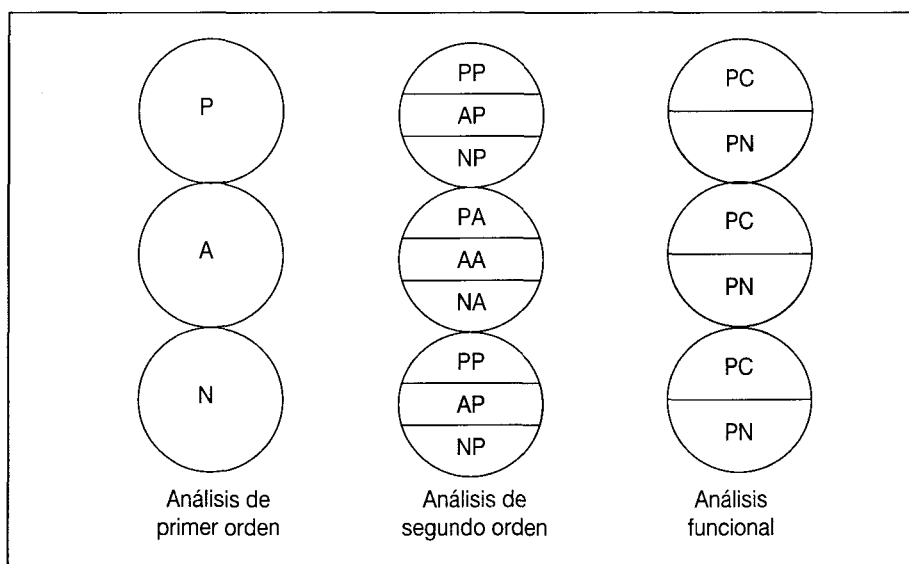 P
A
N
Análisis de
primer orden
PP
AP
NP
PA
AA
NA
PP
AP
NP
Análisis de
segundo orden
PC
PN
PC
PN
PC
PN
Análisis
funcional